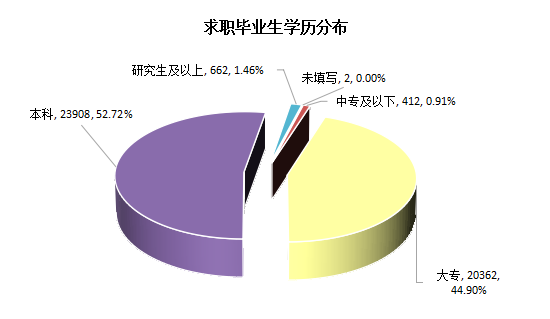 求职毕业生学历分布
研究生及以上, 662, 1.46%
未填写, 2, 0.00%
中专及以下, 412, 0.91%
本科, 23908, 52.72%
大专, 20362,
44.90%